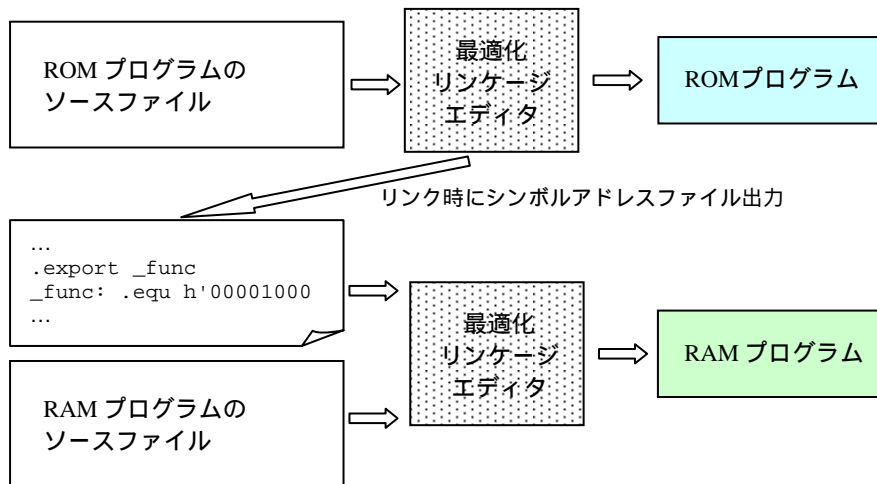 ROM プログラムの
ソースファイル
最適化
リンケージ
エディタ
ROMプログラム
リンク時にシンボルアドレスファイル出力
…
.export _func
_func: .equ h'00001000
…
最適化
リンケージ
エディタ
RAM プログラム
RAM プログラムの
ソースファイル